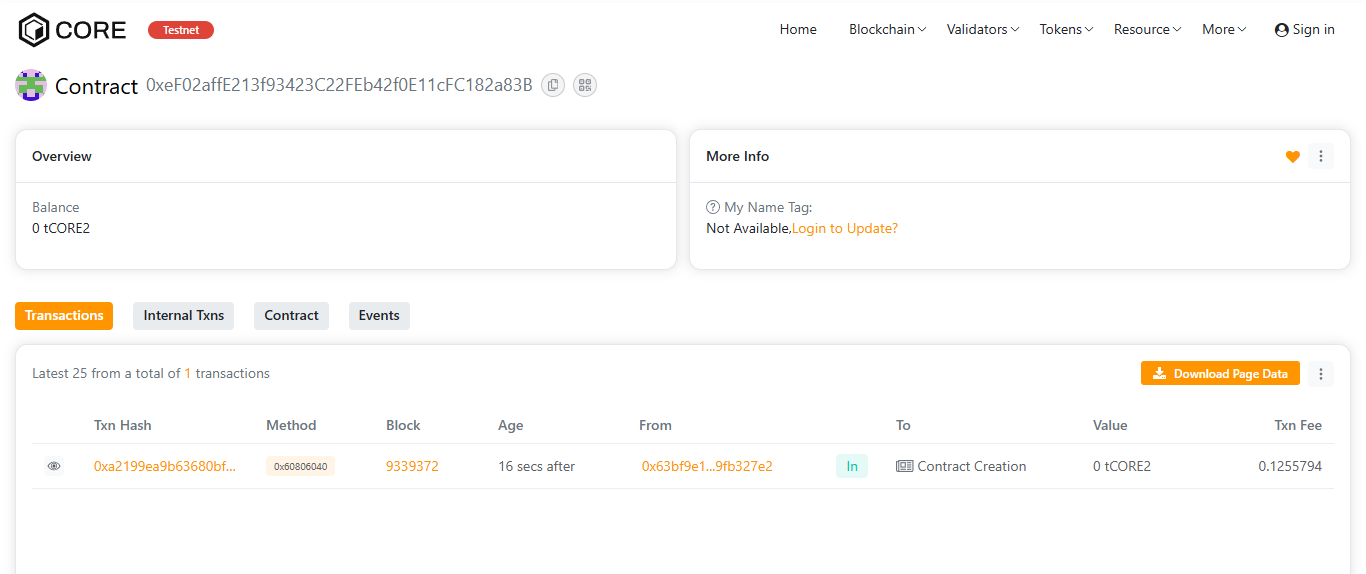 CORE Testnet Home Blockchain Validators Tokens Resource More Sign in
Contract 0xeF02affE213f93423C22FEb42f0E11cFC182a83B
Overview
Balance
0 tCORE2
More Info
My Name Tag:
Not Available,Login to Update?
Transactions Internal Txns Contract Events
Latest 25 from a total of 1 transactions Download Page Data
Txn Hash Method Block Age From To Value Txn Fee
0xa2199ea9b63680bf... 0x60806040 9339372 16 secs after 0x63bf9e1...9fb327e2 In Contract Creation 0 tCORE2 0.1255794